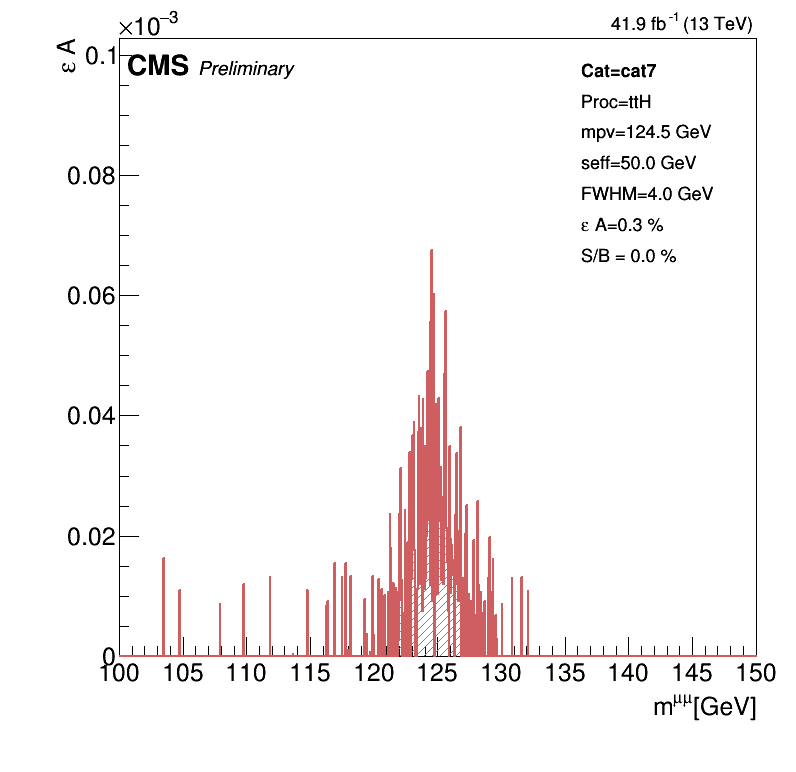 ×10⁻³
41.9 fb⁻¹ (13 TeV)
ε A
CMS Preliminary
Cat=cat7
Proc=ttH
mpv=124.5 GeV
seff=50.0 GeV
FWHM=4.0 GeV
ε A=0.3 %
S/B = 0.0 %
0.1
0.08
0.06
0.04
0.02
0
100 105 110 115 120 125 130 135 140 145 150
m^μμ[GeV]